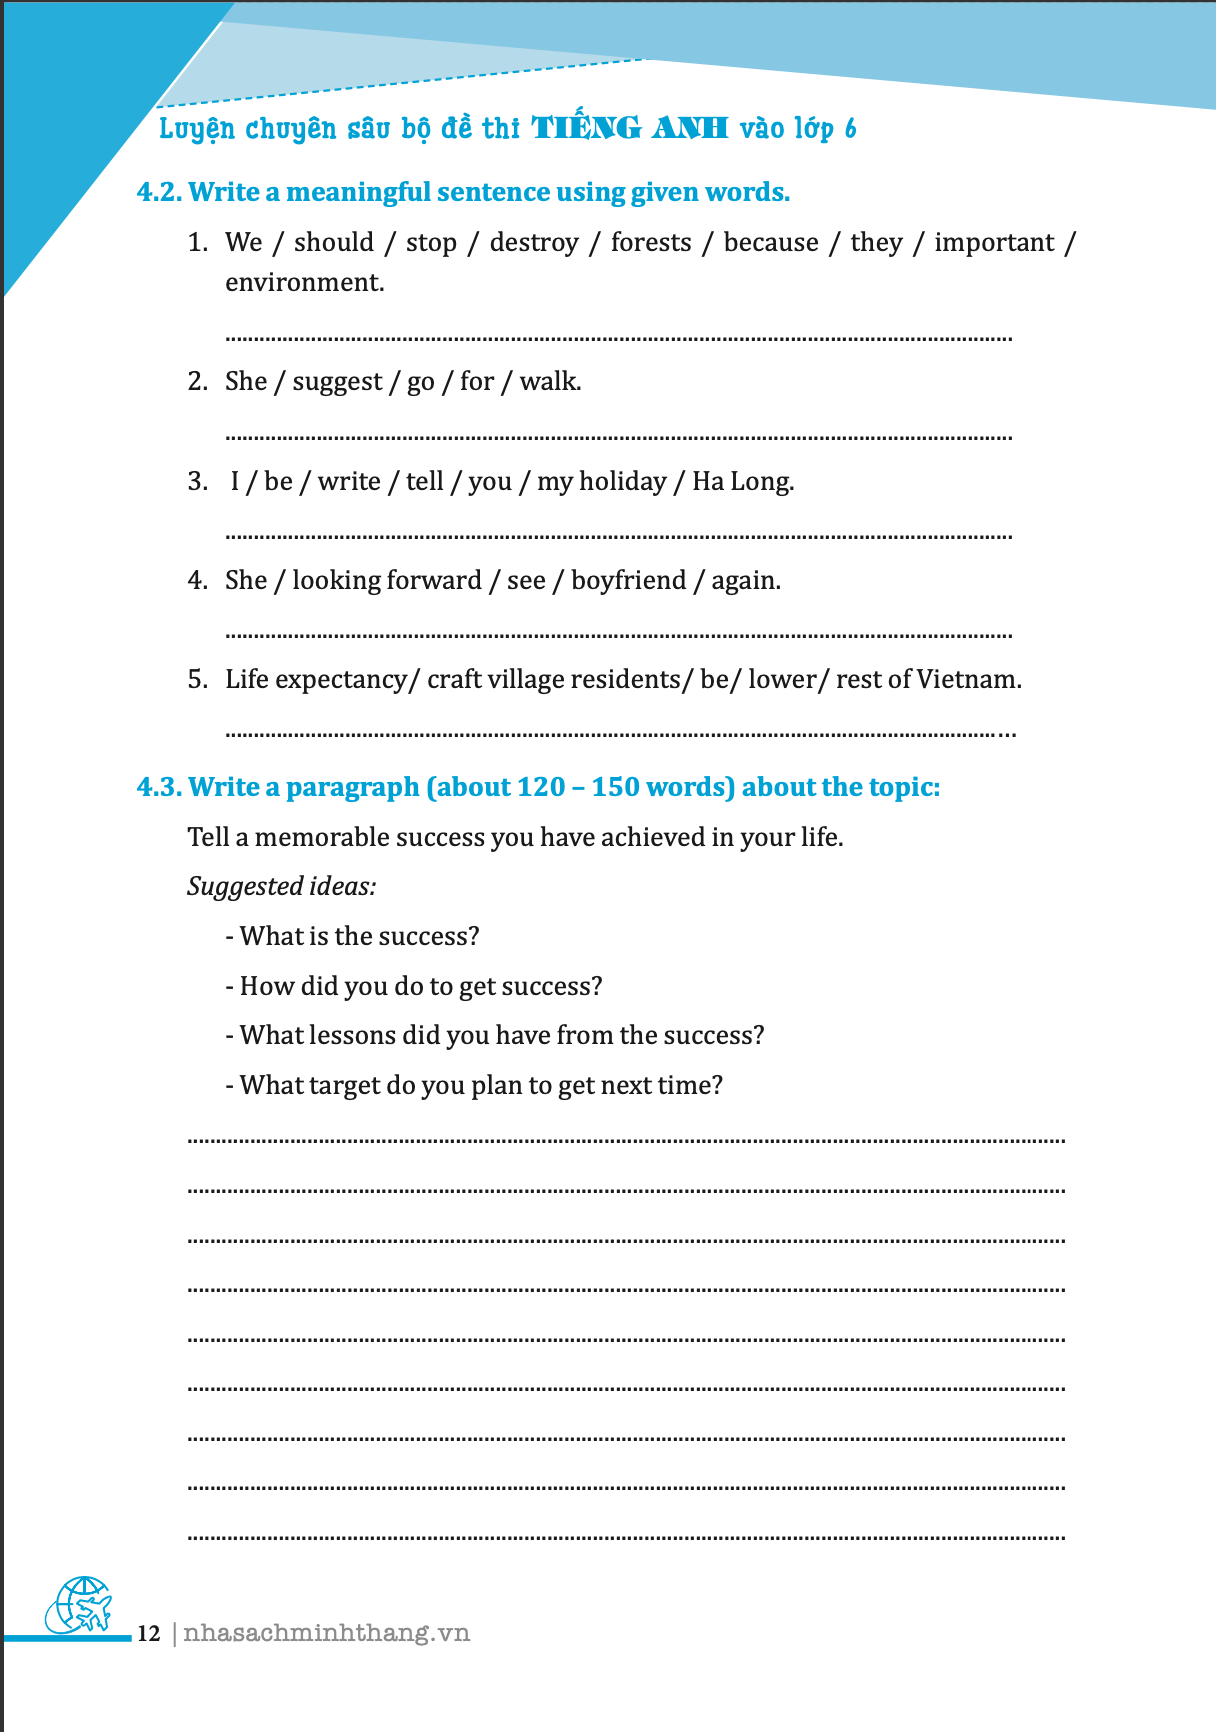 Luyện chuyên sâu bộ đề thi TIẾNG ANH vào lớp 6
4.2. Write a meaningful sentence using given words.
1. We / should / stop / destroy / forests / because / they / important /
environment.
................................................................................
2. She / suggest / go / for / walk.
................................................................................
3. I / be / write / tell / you / my holiday / Ha Long.
................................................................................
4. She / looking forward / see / boyfriend / again.
................................................................................
5. Life expectancy/ craft village residents/ be/ lower/ rest of Vietnam.
................................................................................
4.3. Write a paragraph (about 120 – 150 words) about the topic:
Tell a memorable success you have achieved in your life.
Suggested ideas:
- What is the success?
- How did you do to get success?
- What lessons did you have from the success?
- What target do you plan to get next time?
................................................................................
................................................................................
................................................................................
................................................................................
................................................................................
................................................................................
................................................................................
................................................................................
................................................................................
12 | nhasachminhthang.vn